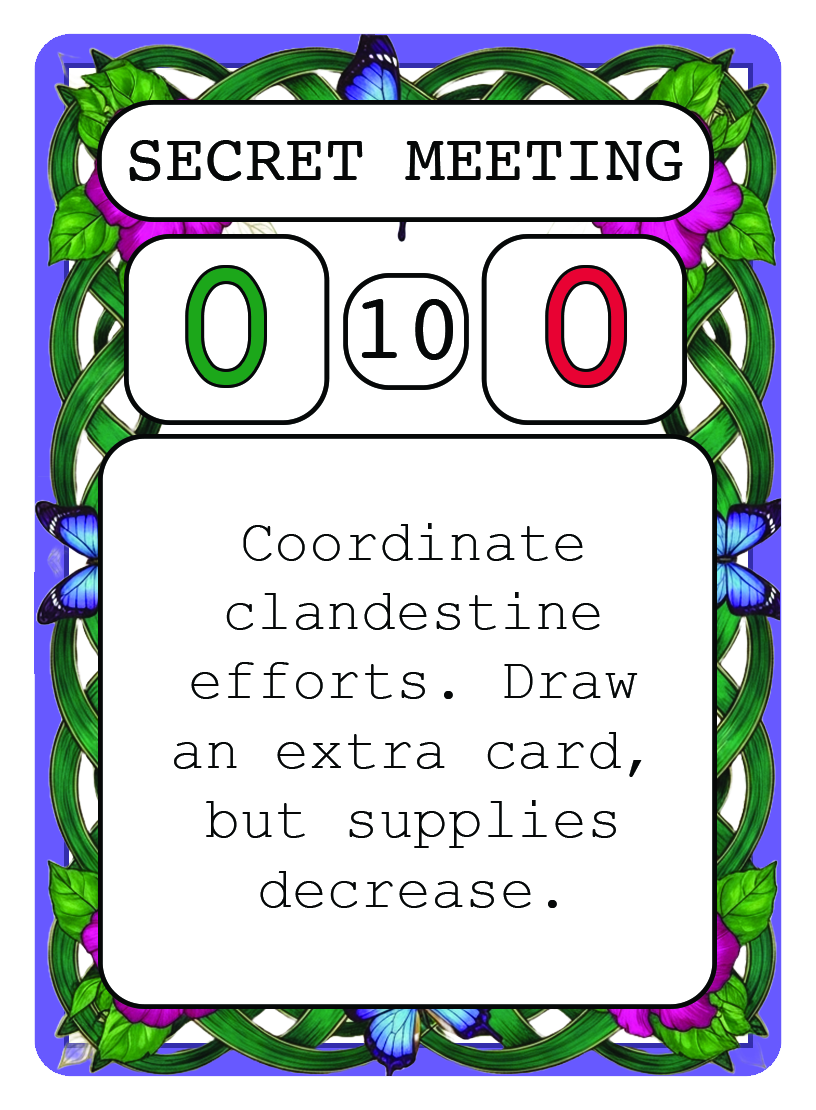 SECRET MEETING
0 10 0
Coordinate
clandestine
efforts. Draw
an extra card,
but supplies
decrease.